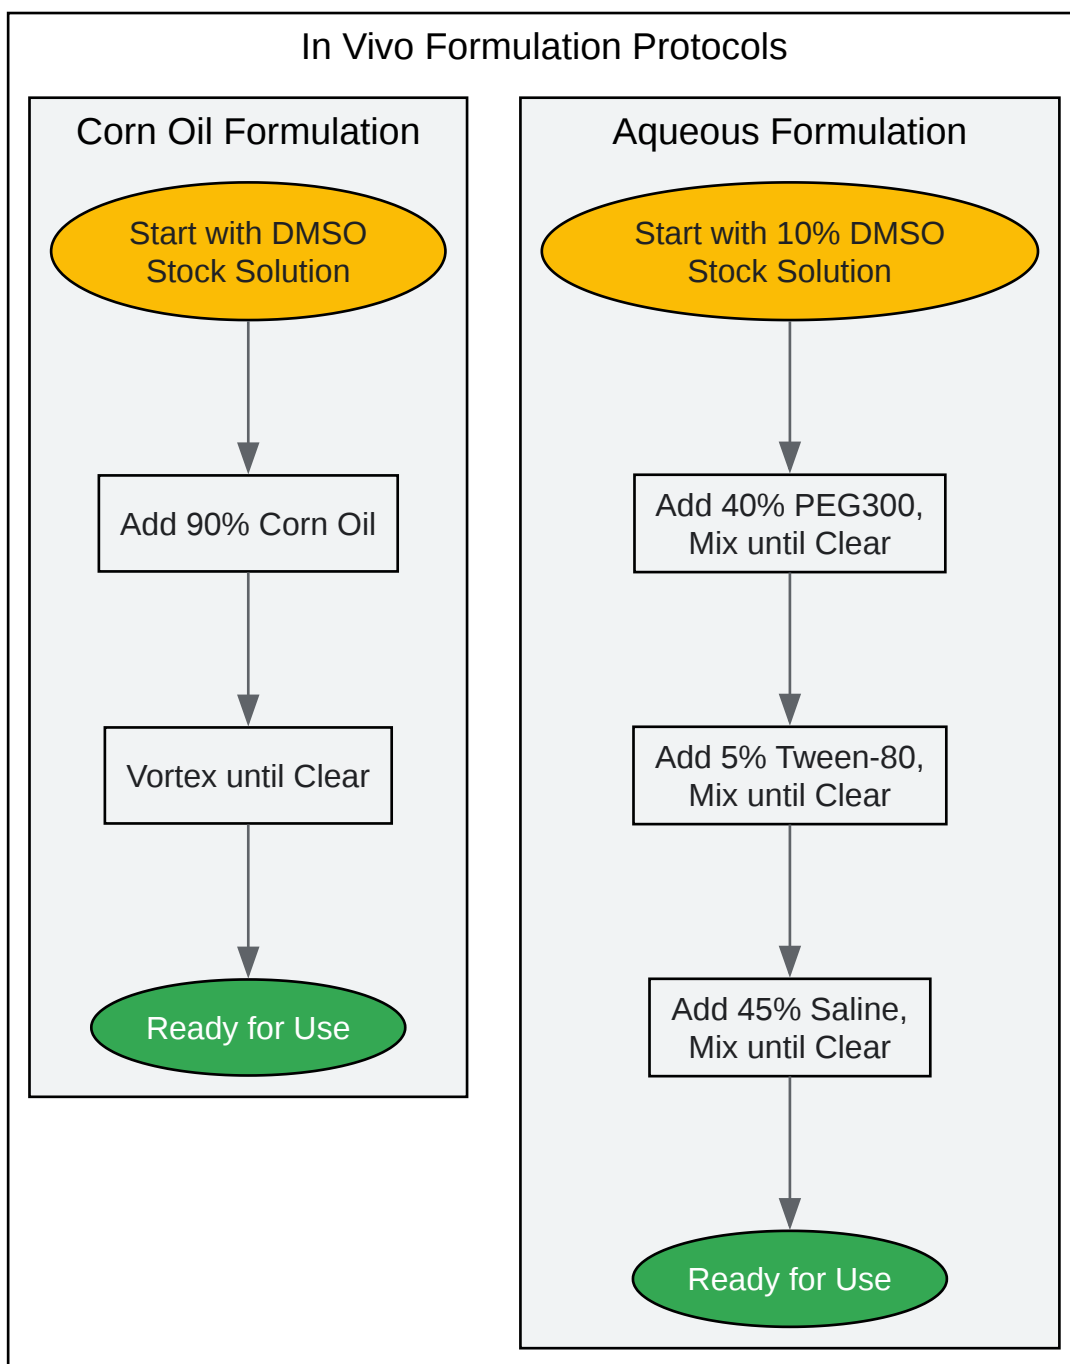 In Vivo Formulation Protocols
Corn Oil Formulation
Start with DMSO
Stock Solution
Add 90% Corn Oil
Vortex until Clear
Ready for Use
Aqueous Formulation
Start with 10% DMSO
Stock Solution
Add 40% PEG300,
Mix until Clear
Add 5% Tween-80,
Mix until Clear
Add 45% Saline,
Mix until Clear
Ready for Use